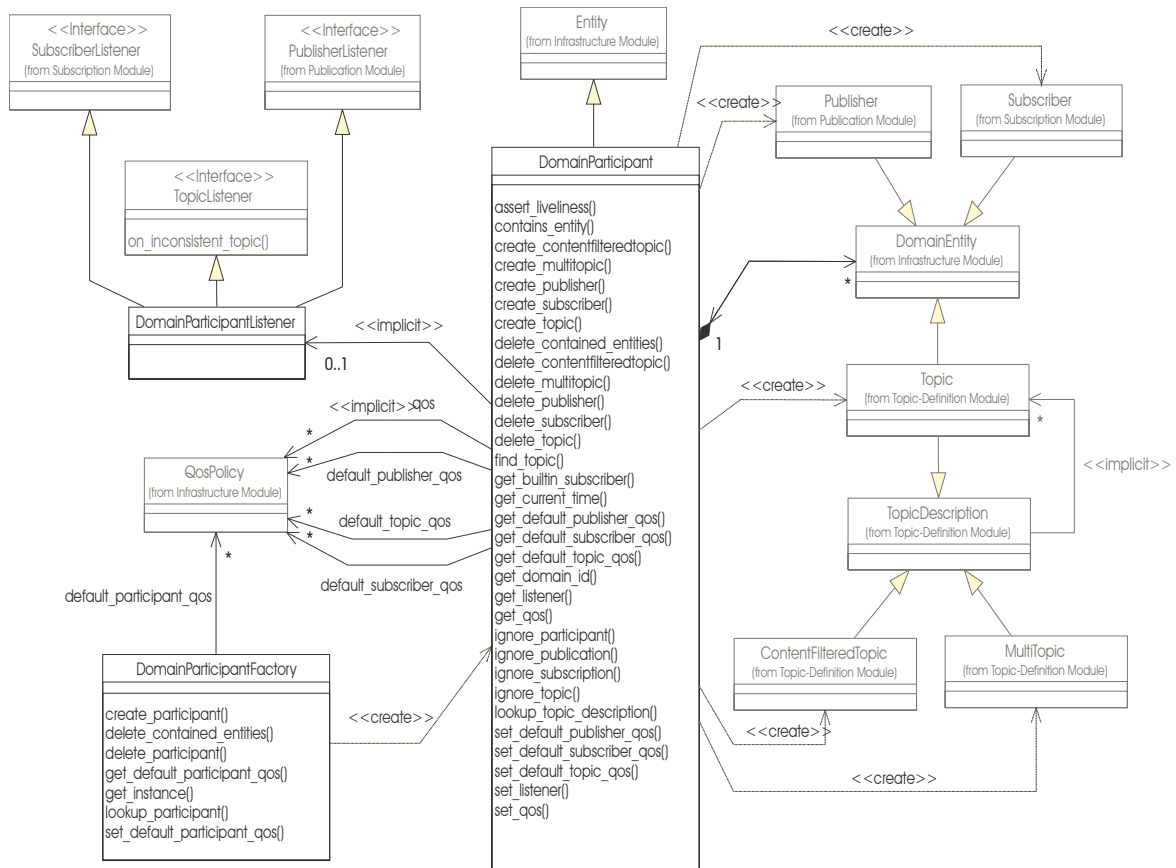 <<Interface>>
SubscriberListener
(from Subscription Module)
<<Interface>>
PublisherListener
(from Publication Module)
Entity
(from Infrastructure Module)
<<create>>
<<create>>
Publisher
(from Publication Module)
Subscriber
(from Subscription Module)
<<Interface>>
TopicListener
on_inconsistent_topic()
DomainParticipant
assert_liveliness()
contains_entity()
create_contentfilteredtopic()
create_multitopic()
create_publisher()
create_subscriber()
create_topic()
delete_contained_entities()
delete_contentfilteredtopic()
delete_multitopic()
delete_publisher()
delete_subscriber()
delete_topic()
find_topic()
get_builtin_subscriber()
get_current_time()
get_default_publisher_qos()
get_default_subscriber_qos()
get_default_topic_qos()
get_domain_id()
get_listener()
get_qos()
ignore_participant()
ignore_publication()
ignore_subscription()
ignore_topic()
lookup_topic_description()
set_default_publisher_qos()
set_default_subscriber_qos()
set_default_topic_qos()
set_listener()
set_qos()
DomainEntity
(from Infrastructure Module)
*
1
DomainParticipantListener
<<implicit>>
0..1
<<implicit>> qos
*
*
default_publisher_qos
*
default_topic_qos
*
default_subscriber_qos
QosPolicy
(from Infrastructure Module)
*
default_participant_qos
<<create>>
Topic
(from Topic-Definition Module)
*
<<implicit>>
TopicDescription
(from Topic-Definition Module)
ContentFilteredTopic
(from Topic-Definition Module)
MultiTopic
(from Topic-Definition Module)
<<create>>
<<create>>
DomainParticipantFactory
create_participant()
delete_contained_entities()
delete_participant()
get_default_participant_qos()
get_instance()
lookup_participant()
set_default_participant_qos()
<<create>>